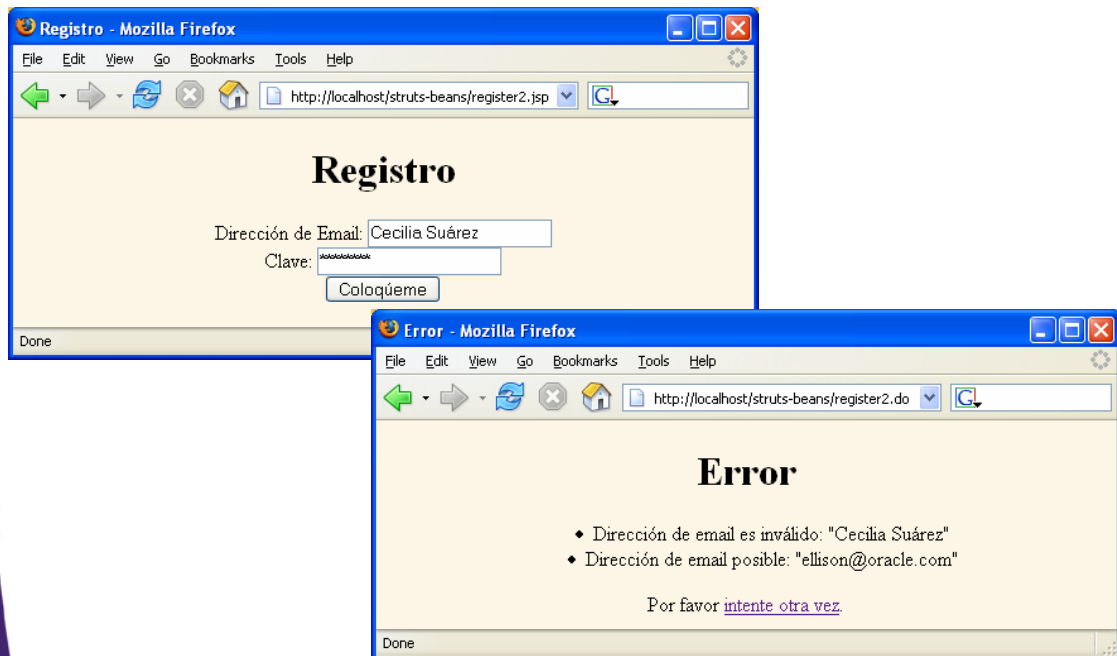 Registro - Mozilla Firefox
File Edit View Go Bookmarks Tools Help
http://localhost/struts-beans/register2.jsp
G
Registro
Dirección de Email: Cecilia Suárez
Clave: *********
Coloqúeme
Done
Error - Mozilla Firefox
File Edit View Go Bookmarks Tools Help
http://localhost/struts-beans/register2.do
G
Error
• Dirección de email es inválido: "Cecilia Suárez"
• Dirección de email posible: "ellison@oracle.com"
Por favor intente otra vez.
Done